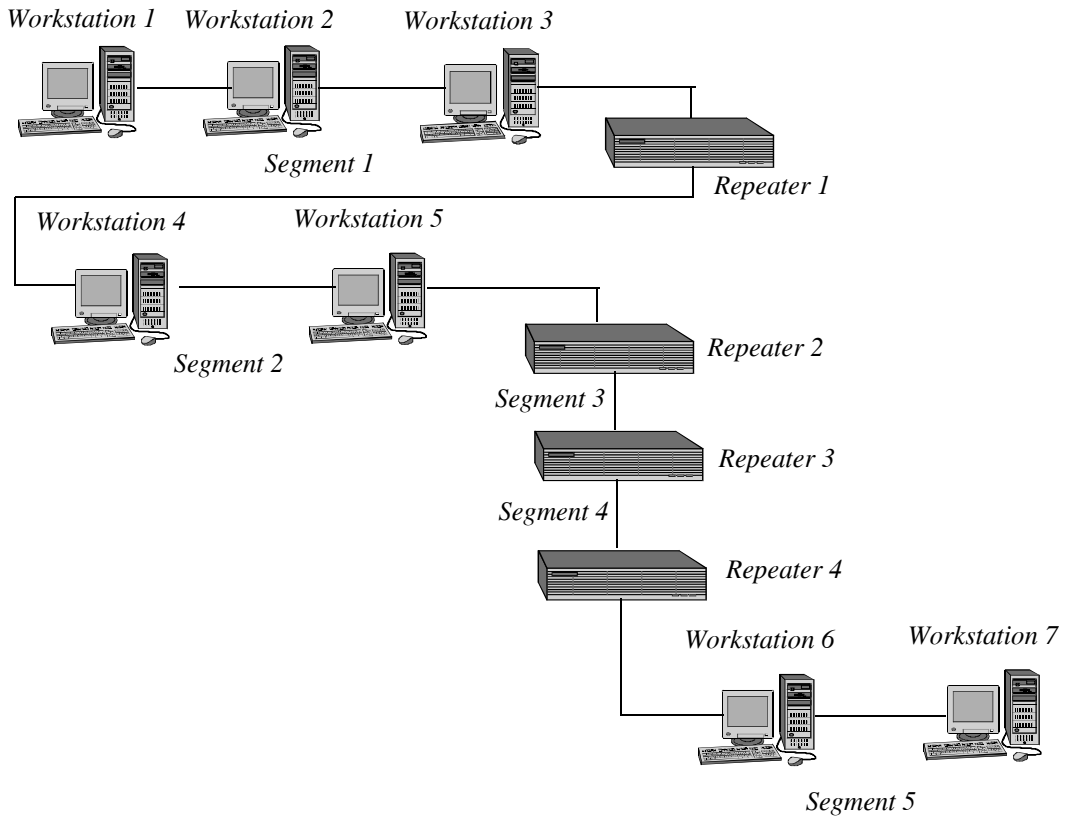 Workstation 1
Workstation 2
Workstation 3
Segment 1
Repeater 1
Workstation 4
Workstation 5
Segment 2
Repeater 2
Segment 3
Repeater 3
Segment 4
Repeater 4
Workstation 6
Workstation 7
Segment 5